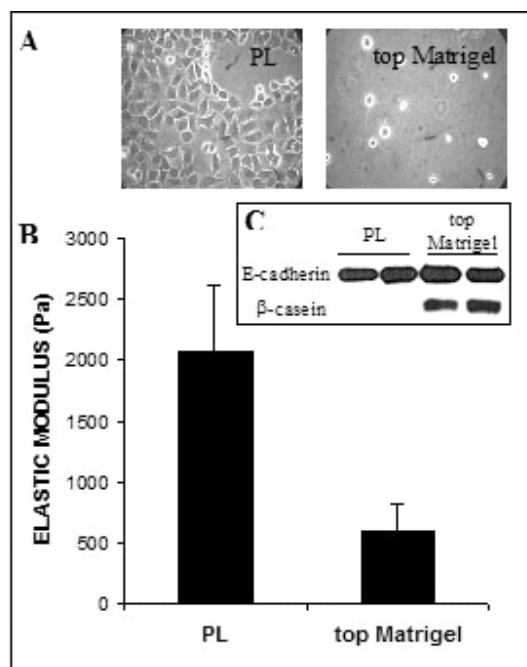 A
PL
top Matrigel
B
C
PL
top
Matrigel
E-cadherin
β-casein
ELASTIC MODULUS (Pa)
3000
2500
2000
1500
1000
500
0
PL
top Matrigel